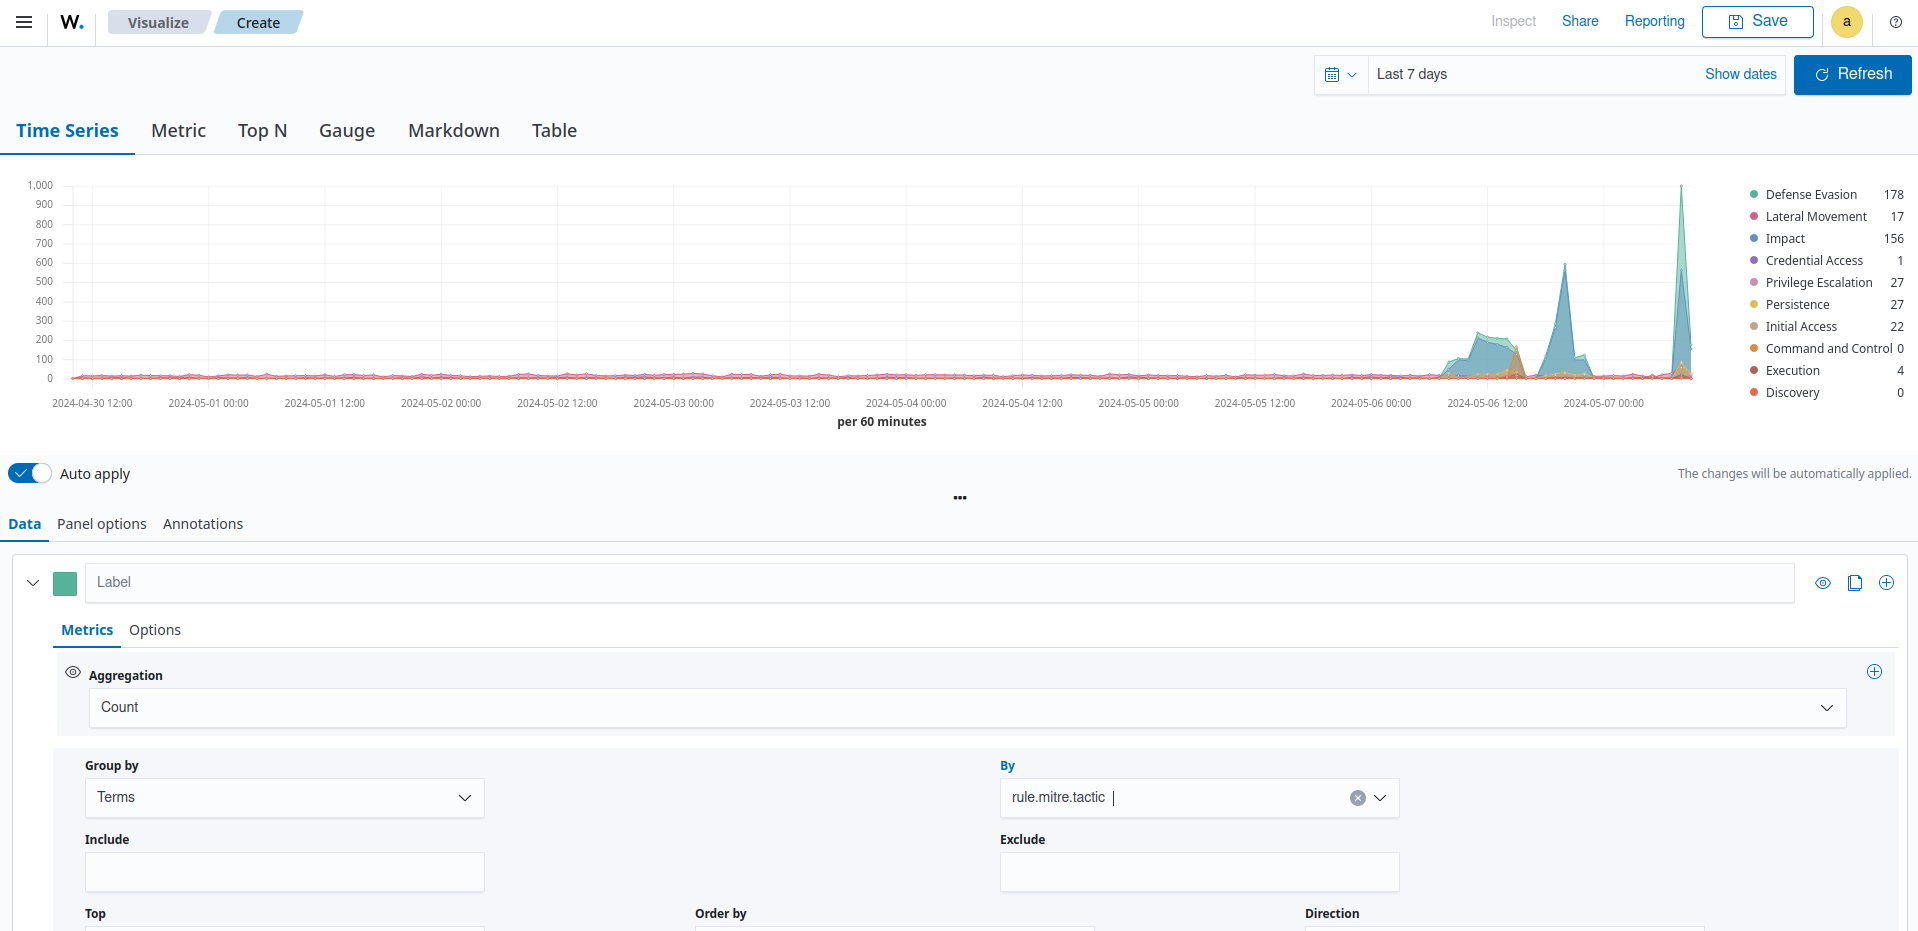 W.
Visualize
Create
Inspect
Share
Reporting
Save
a
Last 7 days
Show dates
Refresh
Time Series
Metric
Top N
Gauge
Markdown
Table
1,000
900
800
700
600
500
400
300
200
100
0
2024-04-30 12:00
2024-05-01 00:00
2024-05-01 12:00
2024-05-02 00:00
2024-05-02 12:00
2024-05-03 00:00
2024-05-03 12:00
2024-05-04 00:00
2024-05-04 12:00
2024-05-05 00:00
2024-05-05 12:00
2024-05-06 00:00
2024-05-06 12:00
2024-05-07 00:00
per 60 minutes
Defense Evasion 178
Lateral Movement 17
Impact 156
Credential Access 1
Privilege Escalation 27
Persistence 27
Initial Access 22
Command and Control 0
Execution 4
Discovery 0
Auto apply
The changes will be automatically applied.
Data
Panel options
Annotations
Label
Metrics
Options
Aggregation
Count
Group by
By
Terms
rule.mitre.tactic
Include
Exclude
Top
Order by
Direction